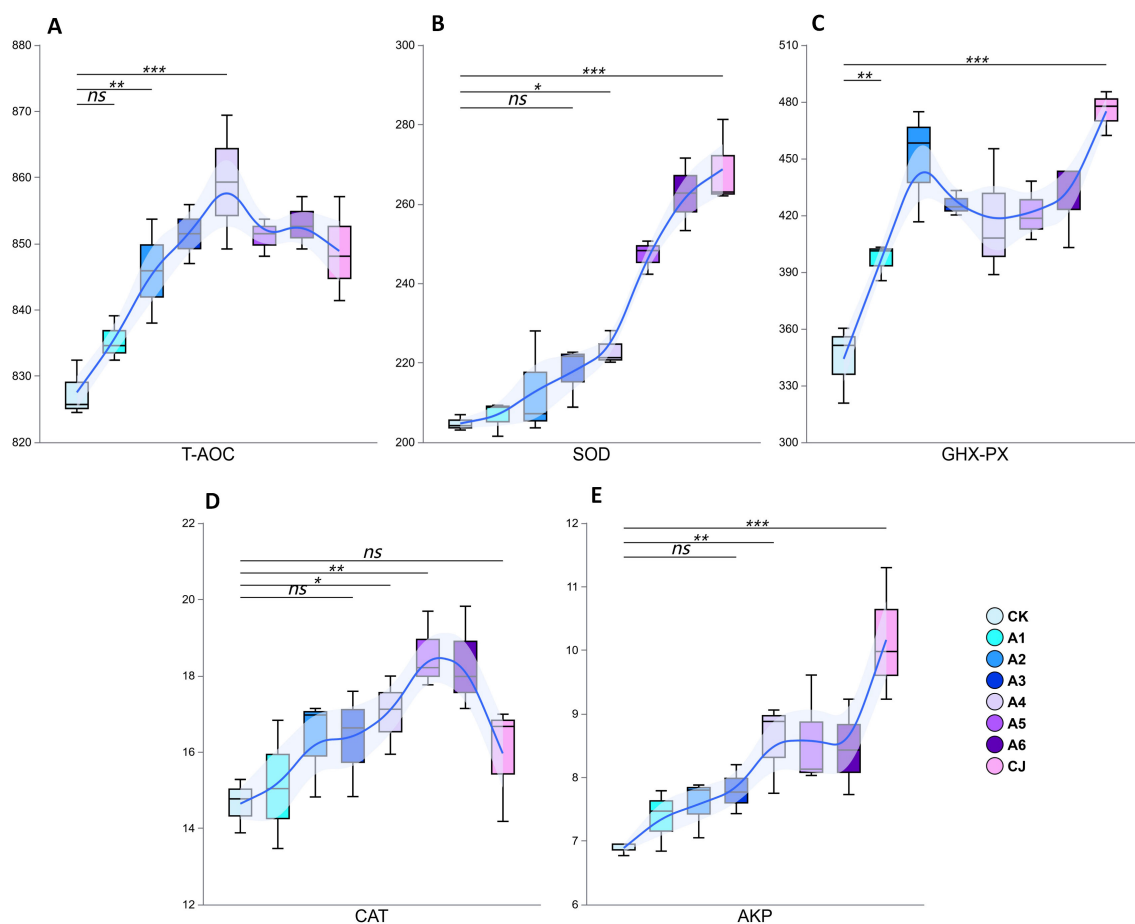 A
880
870
860
850
840
830
820
***
**
ns
T-AOC
B
300
280
260
240
220
200
***
*
ns
SOD
C
510
480
450
420
390
360
330
300
***
**
GHX-PX
D
22
20
18
16
14
12
ns
**
*
ns
CAT
E
12
11
10
9
8
7
6
***
**
ns
AKP
CK
A1
A2
A3
A4
A5
A6
CJ